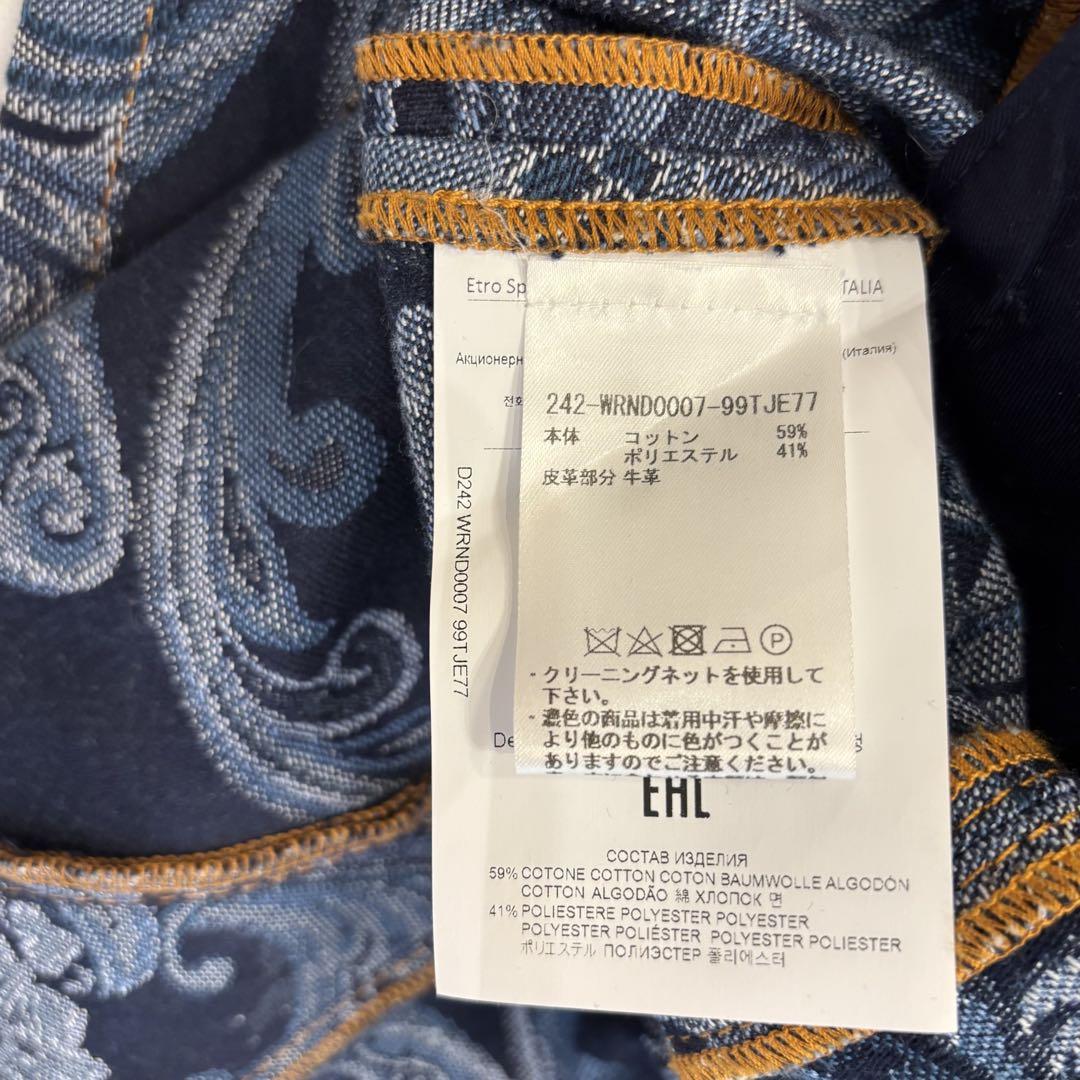 Etro Sp
TALIA
Акционерн
(Италия)
전화
242-WRND0007-99TJE77
本体 コットン 59%
ポリエステル 41%
皮革部分 牛革
P
・クリーニングネットを使用して
下さい。
・濃色の商品は着用中汗や摩擦に
より他のものに色がつくことが
ありますのでご注意ください。
D242 WRND0007 99TJE77
De
정
EAC
СОСТАВ ИЗДЕЛИЯ
59% COTONE COTTON COTON BAUMWOLLE ALGODÓN
COTTON ALGODÃO 綿 ХЛОПОК 면
41% POLIESTERE POLYESTER POLYESTER
POLYESTER POLIÉSTER POLYESTER POLIESTER
ポリエステル ПОЛИЭСТЕР 폴리에스터